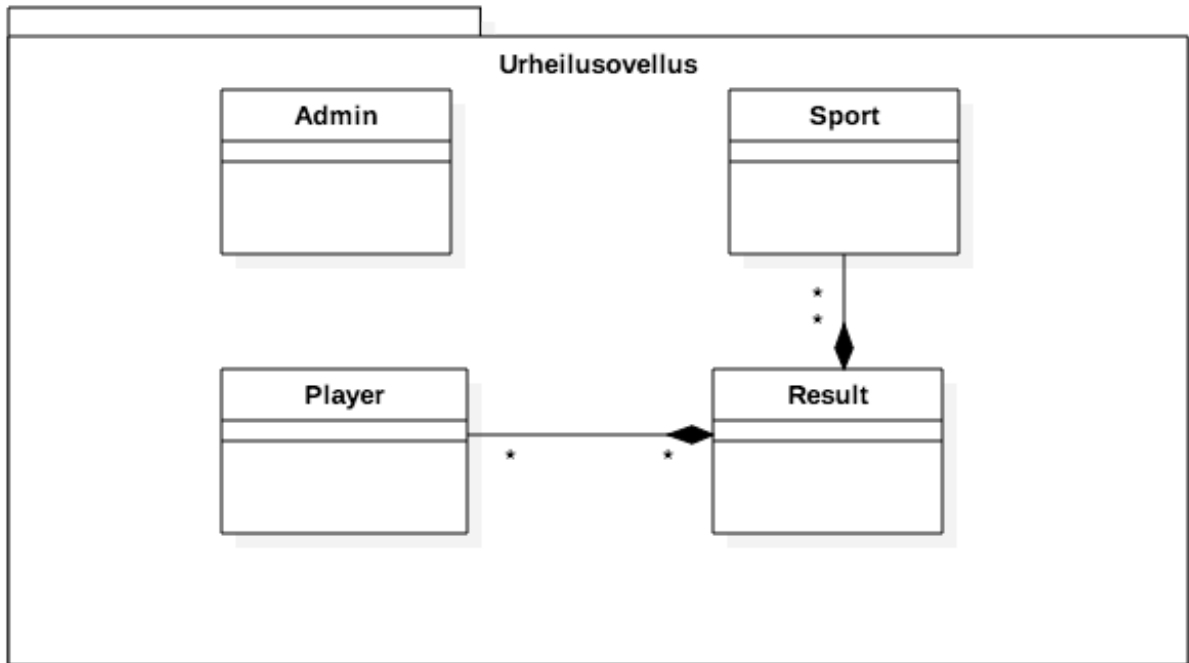 Urheilusovellus
Admin
Sport
*
*
Player
Result
*
*